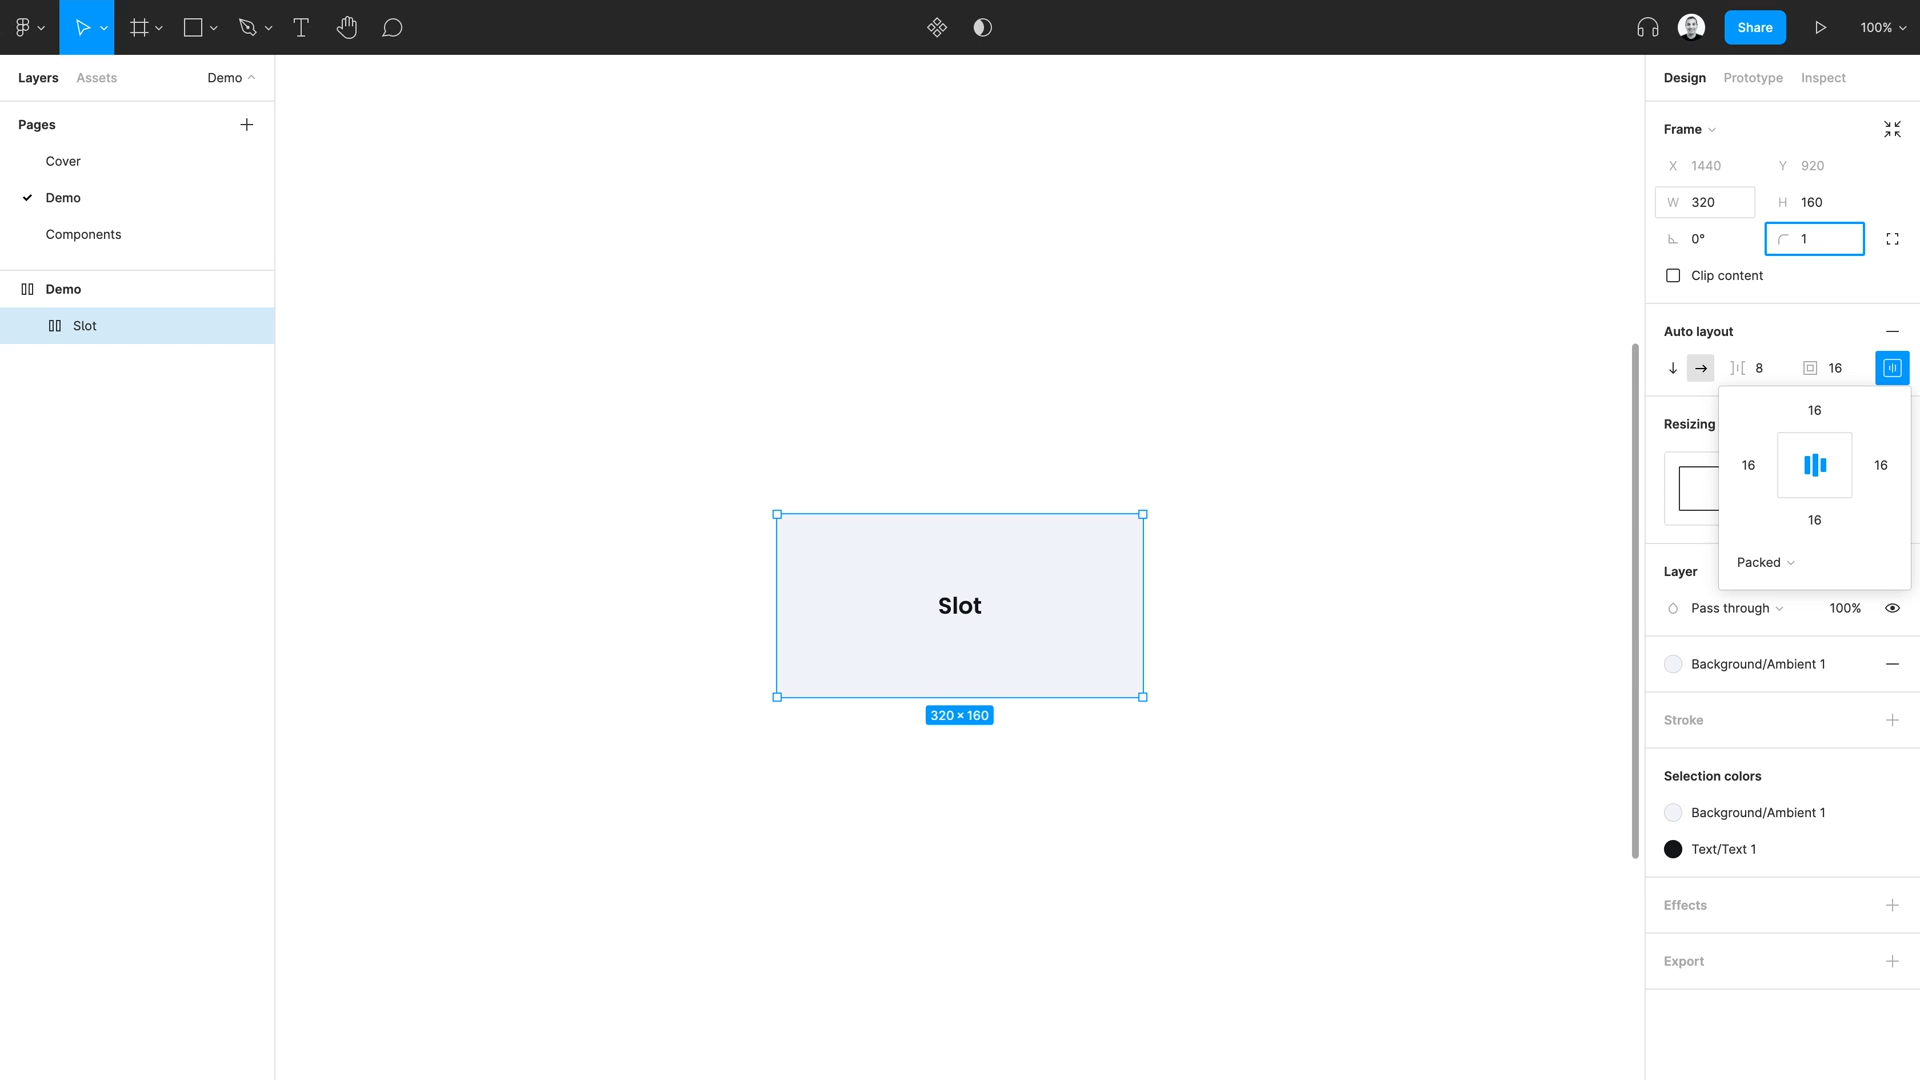 Share
100%
Layers
Assets
Demo
Pages
Cover
Demo
Components
Demo
Slot
Slot
320 × 160
Design
Prototype
Inspect
Frame
X 1440
Y 920
W 320
H 160
0°
1
Clip content
Auto layout
8
16
16
Resizing
16
16
16
Packed
Layer
Pass through
100%
Background/Ambient 1
Stroke
Selection colors
Background/Ambient 1
Text/Text 1
Effects
Export